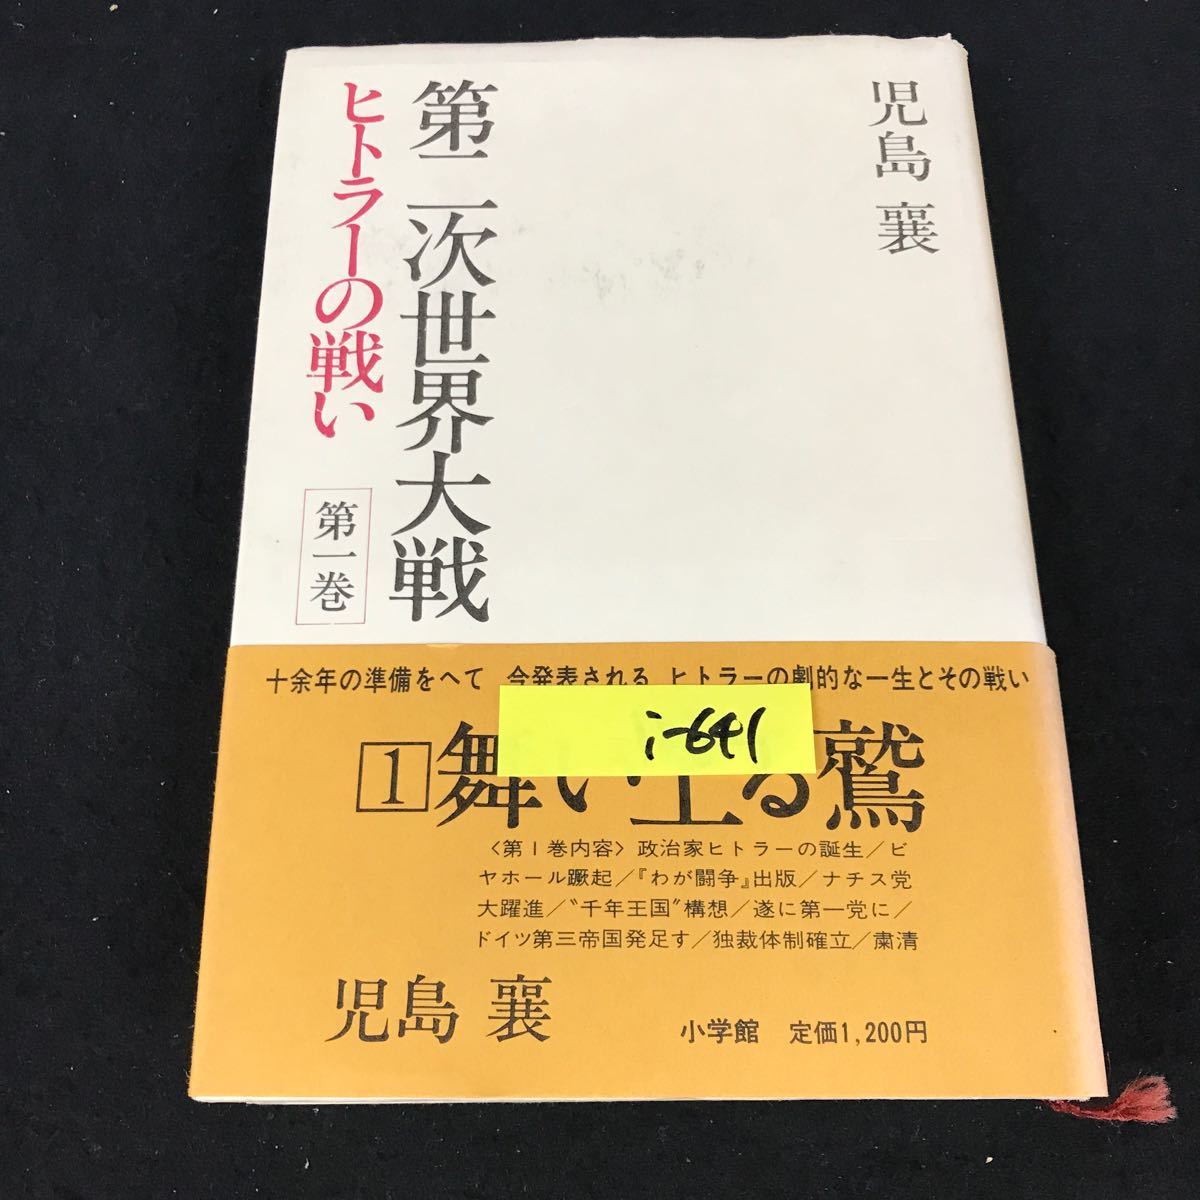 児島 襄
第二次世界大戦
ヒトラーの戦い
第一巻
十余年の準備をへて 今発表される ヒトラーの劇的な一生とその戦い
i-641
1 舞い上る鷲
〈第Ⅰ巻内容〉政治家ヒトラーの誕生／ビ
ヤホール蹶起／『わが闘争』出版／ナチス党
大躍進／〝千年王国〟構想／遂に第一党に／
ドイツ第三帝国発足す／独裁体制確立／粛清
児島 襄
小学館 定価1,200円